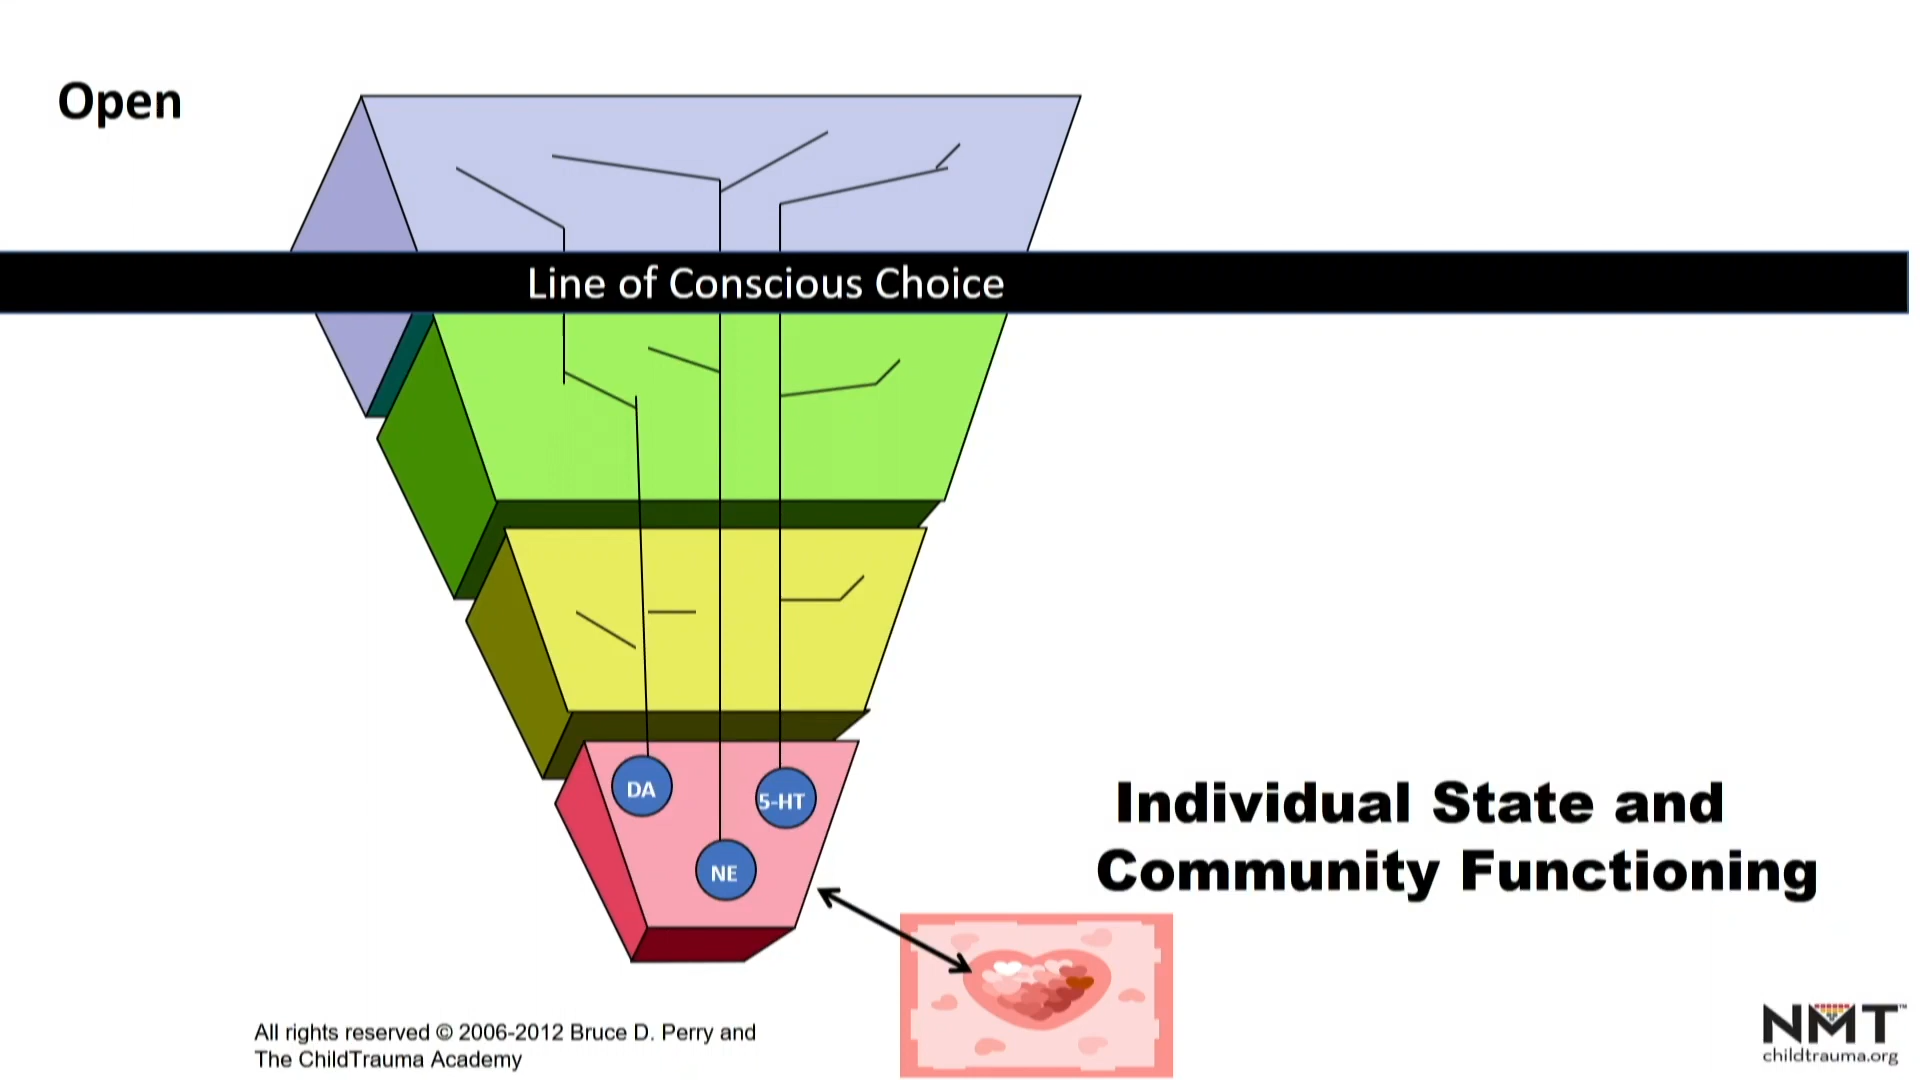 Open
Line of Conscious Choice
DA
5-HT
NE
Individual State and
Community Functioning
All rights reserved © 2006-2012 Bruce D. Perry and
The ChildTrauma Academy
NMT™
childtrauma.org